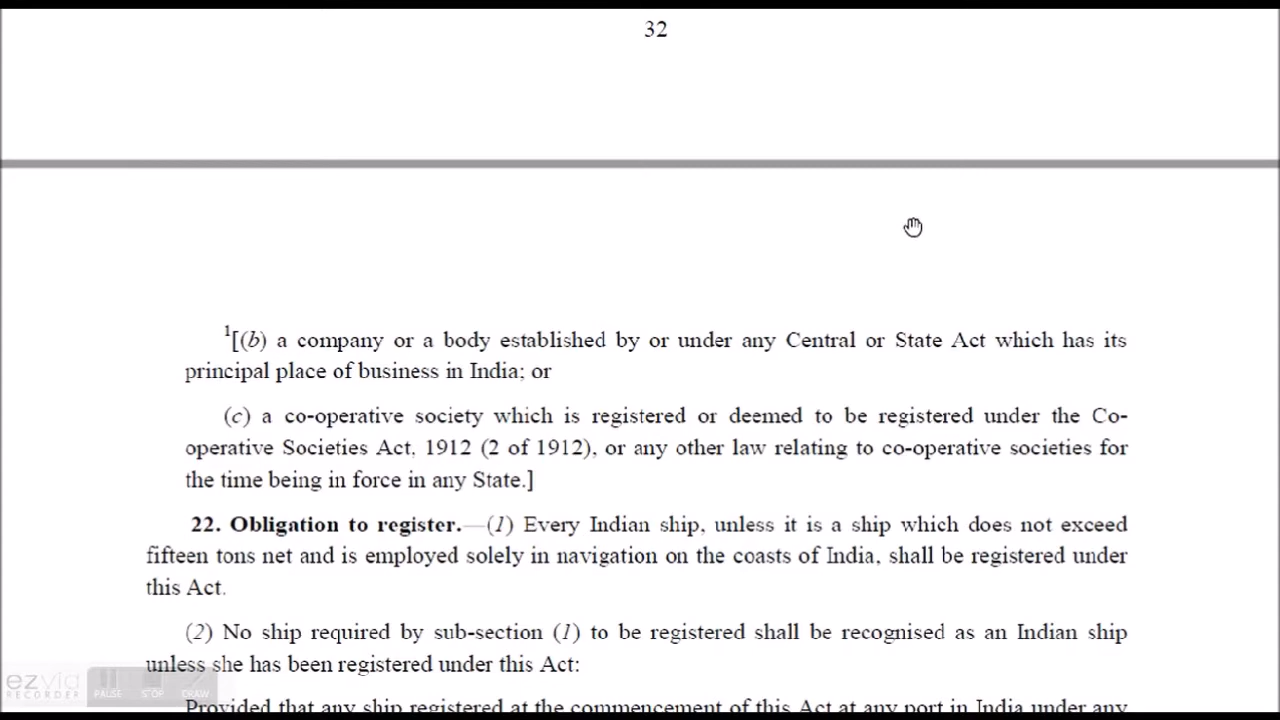 32
¹[(b) a company or a body established by or under any Central or State Act which has its
principal place of business in India; or
(c) a co-operative society which is registered or deemed to be registered under the Co-
operative Societies Act, 1912 (2 of 1912), or any other law relating to co-operative societies for
the time being in force in any State.]
22. Obligation to register.—(1) Every Indian ship, unless it is a ship which does not exceed
fifteen tons net and is employed solely in navigation on the coasts of India, shall be registered under
this Act.
(2) No ship required by sub-section (1) to be registered shall be recognised as an Indian ship
unless she has been registered under this Act:
ezvid
RECORDER
PAUSE STOP DRAW
Provided that any ship registered at the commencement of this Act at any port in India under any